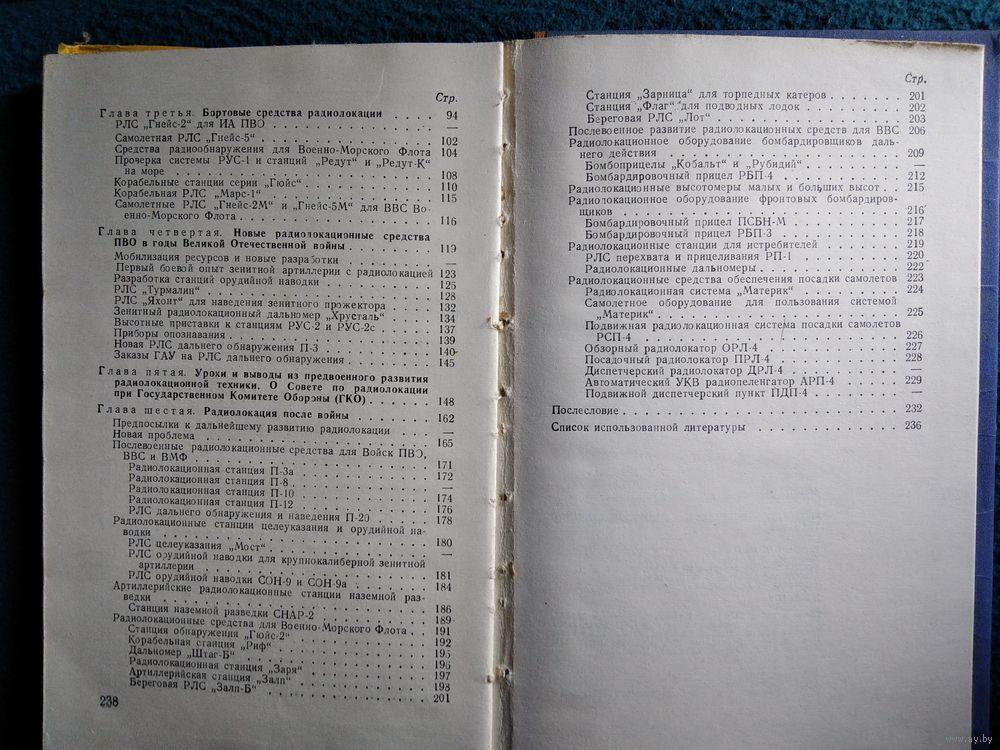 Стр.
Глава третья. Бортовые средства радиолокации . . . . 94
РЛС „Гнейс-2“ для ИА ПВО . . . . . . . . . . . . —
Самолетная РЛС „Гнейс-5“ . . . . . . . . . . . . 102
Средства радиообнаружения для Военно-Морского Флота 104
Проверка системы РУС-1 и станций „Редут“ и „Редут-К“
на море . . . . . . . . . . . . 108
Корабельные станции серии „Гюйс“ . . . . . . . . . 110
Корабельная РЛС „Марс-1“ . . . . . . . . . . . . 115
Самолетные РЛС „Гнейс-2М“ и „Гнейс-5М“ для ВВС Во-
енно-Морского Флота . . . . . . . . . . . . 116
Глава четвертая. Новые радиолокационные средства
ПВО в годы Великой Отечественной войны . . . . . . 119
Мобилизация ресурсов и новые разработки . . . . . . —
Первый боевой опыт зенитной артиллерии с радиолокацией 123
Разработка станций орудийной наводки . . . . . . . 126
РЛС „Турмалин“ . . . . . . . . . . . . 128
РЛС „Яхонт“ для наведения зенитного прожектора . . . 132
Зенитный радиолокационный дальномер „Хрусталь“ . . . 134
Высотные приставки к станциям РУС-2 и РУС-2с . . . . 137
Приборы опознавания . . . . . . . . . . . . 139
Новая РЛС дальнего обнаружения П-3 . . . . . . . . 140
Заказы ГАУ на РЛС дальнего обнаружения . . . . . . 145
Глава пятая. Уроки и выводы из предвоенного развития
радиолокационной техники. О Совете по радиолокации
при Государственном Комитете Обороны (ГКО) . . . . . 148
Глава шестая. Радиолокация после войны . . . . . . 162
Предпосылки к дальнейшему развитию радиолокации . . . —
Новая проблема . . . . . . . . . . . . 165
Послевоенные радиолокационные средства для Войск ПВО,
ВВС и ВМФ . . . . . . . . . . . . 171
Радиолокационная станция П-3а . . . . . . . . 172
Радиолокационная станция П-8 . . . . . . . . —
Радиолокационная станция П-10 . . . . . . . . 174
Радиолокационная станция П-12 . . . . . . . . 176
РЛС дальнего обнаружения и наведения П-20 . . . . 178
Радиолокационные станции целеуказания и орудийной на-
водки . . . . . . . . . . . . 180
РЛС целеуказания „Мост“ . . . . . . . . . . —
РЛС орудийной наводки для крупнокалиберной зенитной
артиллерии . . . . . . . . . . . . 181
РЛС орудийной наводки СОН-9 и СОН-9а . . . . . . 184
Артиллерийские радиолокационные станции наземной раз-
ведки . . . . . . . . . . . . 186
Станция наземной разведки СНАР-2 . . . . . . . 189
Радиолокационные средства для Военно-Морского Флота . . 191
Станция обнаружения „Гюйс-2“ . . . . . . . . 192
Корабельная станция „Риф“ . . . . . . . . . 195
Дальномер „Штаг-Б“ . . . . . . . . . . . . 196
Радиолокационная станция „Заря“ . . . . . . . 197
Артиллерийская станция „Залп“ . . . . . . . . 198
Береговая РЛС „Залп-Б“ . . . . . . . . . . 201
238
Стр.
Станция „Зарница“ для торпедных катеров . . . . . . . . 201
Станция „Флаг“ для подводных лодок . . . . . . . . 202
Береговая РЛС „Лот“ . . . . . . . . . . . . 203
Послевоенное развитие радиолокационных средств для ВВС 206
Радиолокационное оборудование бомбардировщиков даль-
него действия . . . . . . . . . . . . 209
Бомбоприцелы „Кобальт“ и „Рубидий“ . . . . . . . —
Бомбардировочный прицел РБП-4 . . . . . . . . 212
Радиолокационные высотомеры малых и больших высот . . 215
Радиолокационное оборудование фронтовых бомбардиров-
щиков . . . . . . . . . . . . 216
Бомбардировочный прицел ПСБН-М . . . . . . . . 217
Бомбардировочный прицел РБП-3 . . . . . . . . 218
Радиолокационные станции для истребителей . . . . . . 219
РЛС перехвата и прицеливания РП-1 . . . . . . . 220
Радиолокационные дальномеры . . . . . . . . . 222
Радиолокационные средства обеспечения посадки самолетов 223
Радиолокационная система „Материк“ . . . . . . . 224
Самолетное оборудование для пользования системой
„Материк“ . . . . . . . . . . . . 225
Подвижная радиолокационная система посадки самолетов
РСП-4 . . . . . . . . . . . . 226
Обзорный радиолокатор ОРЛ-4 . . . . . . . . . 227
Посадочный радиолокатор ПРЛ-4 . . . . . . . . 228
Диспетчерский радиолокатор ДРЛ-4 . . . . . . . . —
Автоматический УКВ радиопеленгатор АРП-4 . . . . . 229
Подвижной диспетчерский пункт ПДП-4 . . . . . . . —
Послесловие . . . . . . . . . . . . 232
Список использованной литературы . . . . . . . . . 236
www.ay.by